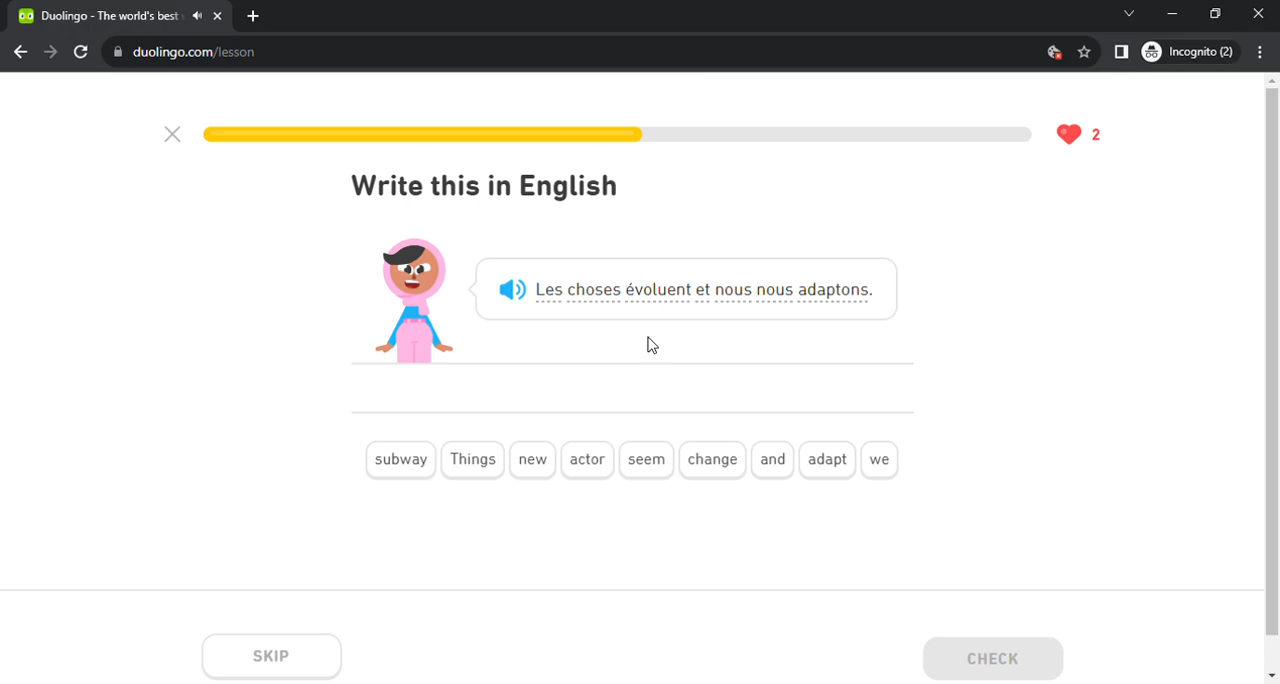 Duolingo - The world's best
duolingo.com/lesson
Incognito (2)
2
Write this in English
Les choses évoluent et nous nous adaptons.
subway Things new actor seem change and adapt we
SKIP
CHECK